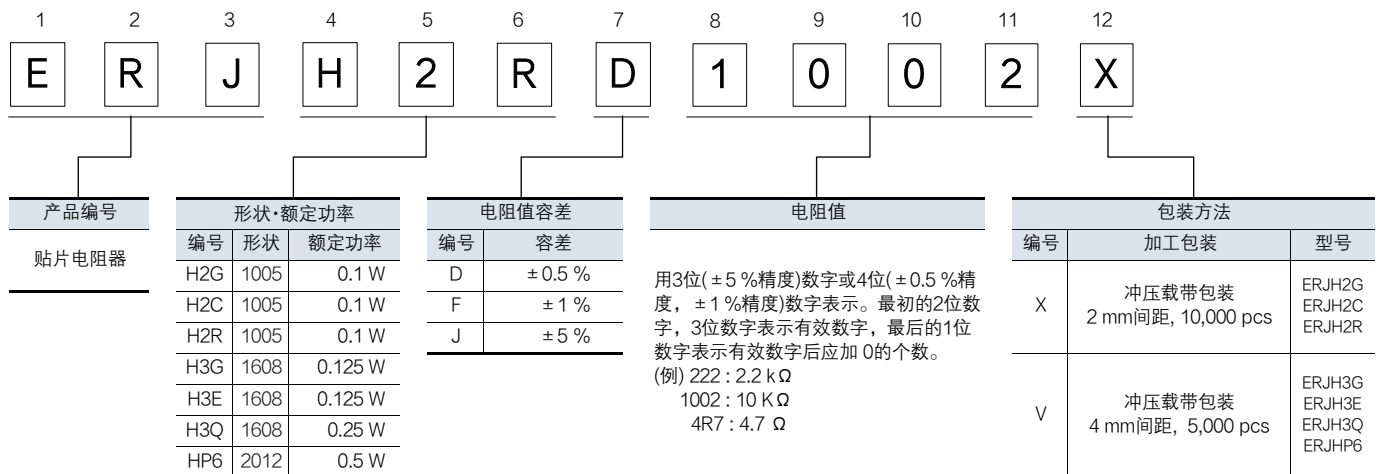 1 2 3 4 5 6 7 8 9 10 11 12
E R J H 2 R D 1 0 0 2 X
产品编号
贴片电阻器
形状·额定功率
编号 形状 额定功率
H2G 1005 0.1 W
H2C 1005 0.1 W
H2R 1005 0.1 W
H3G 1608 0.125 W
H3E 1608 0.125 W
H3Q 1608 0.25 W
HP6 2012 0.5 W
电阻值容差
编号 容差
D ±0.5 %
F ±1 %
J ±5 %
电阻值
用3位(±5 %精度)数字或4位(±0.5 %精
度，±1 %精度)数字表示。最初的2位数
字，3位数字表示有效数字，最后的1位
数字表示有效数字后应加 0的个数。
(例) 222 : 2.2 kΩ
1002 : 10 KΩ
4R7 : 4.7 Ω
包装方法
编号 加工包装 型号
X
冲压载带包装
2 mm间距, 10,000 pcs
ERJH2G
ERJH2C
ERJH2R
V
冲压载带包装
4 mm间距, 5,000 pcs
ERJH3G
ERJH3E
ERJH3Q
ERJHP6